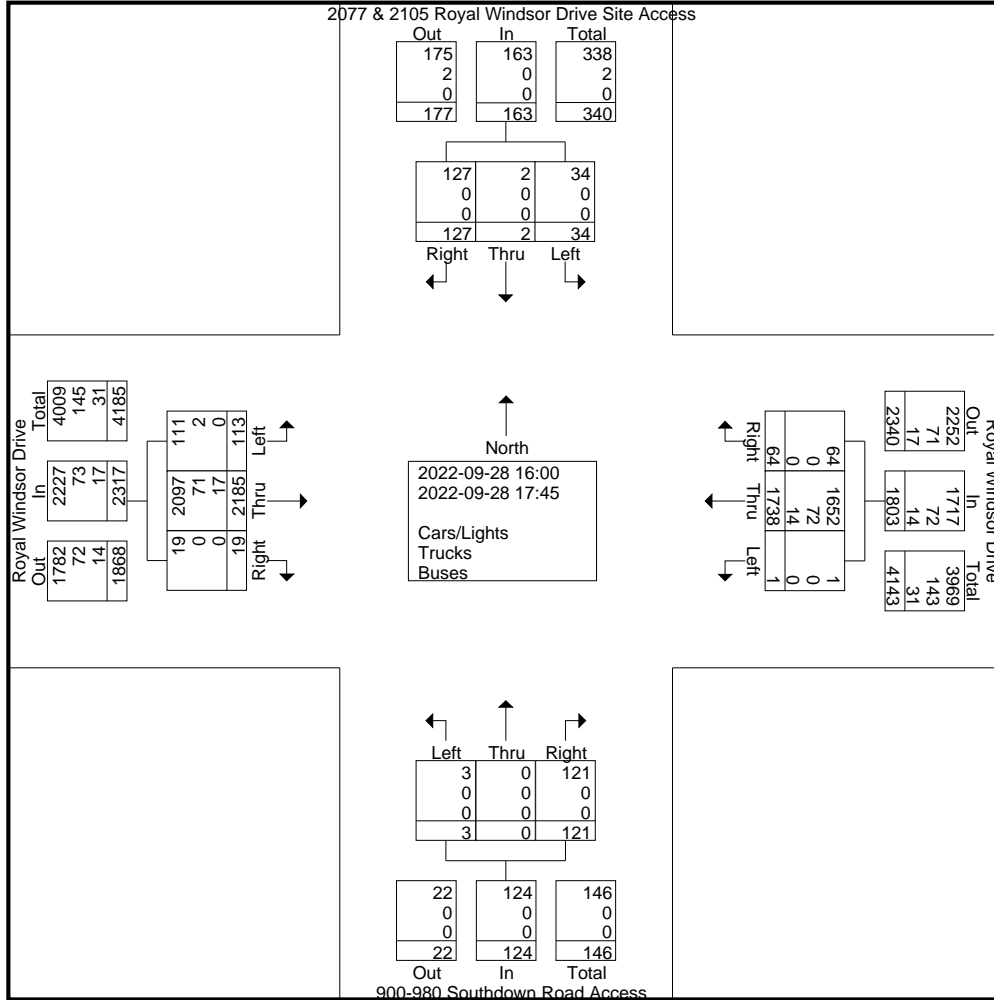 2077 & 2105 Royal Windsor Drive Site Access
Out In Total
175 163 338
2 0 2
0 0 0
177 163 340
127 2 34
0 0 0
0 0 0
127 2 34
Right Thru Left
Royal Windsor Drive
Total
4009
145
31
4185
In
2227
73
17
2317
Out
1782
72
14
1868
111
2
0
113
Left
2097
71
17
2185
Thru
19
0
0
19
Right
North
2022-09-28 16:00
2022-09-28 17:45
Cars/Lights
Trucks
Buses
Right
64
0
0
64
Thru
1652
72
14
1738
Left
1
0
0
1
Royal Windsor Drive
Out
2252
71
17
2340
In
1717
72
14
1803
Total
3969
143
31
4143
Left Thru Right
3 0 121
0 0 0
0 0 0
3 0 121
22 124 146
0 0 0
0 0 0
22 124 146
Out In Total
900-980 Southdown Road Access